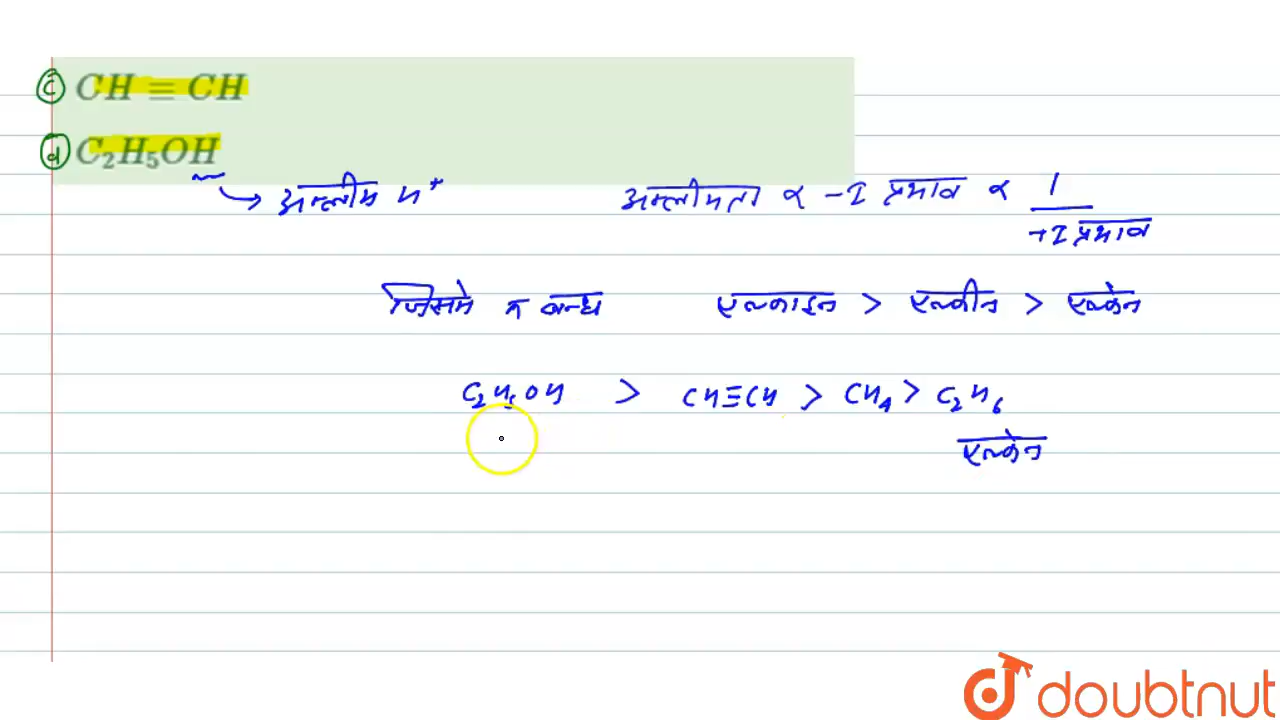 c CH ≡ CH
d C₂H₅OH
→ अम्लीय H⁺ अम्लीयता ∝ -I प्रभाव ∝ 1 / +I प्रभाव
जिसमे π बन्ध एल्काइन > एल्कीन > एल्केन
C₂H₅OH > CH≡CH > CH₄ > C₂H₆
एल्केन
doubtnut